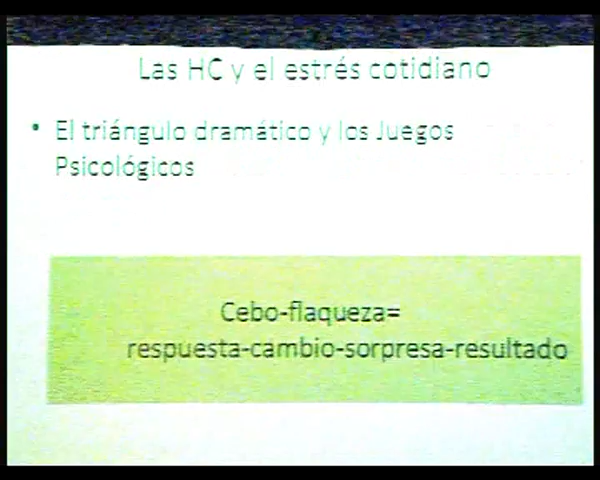 Las HC y el estrés cotidiano
• El triángulo dramático y los Juegos
Psicológicos
Cebo-flaqueza=
respuesta-cambio-sorpresa-resultado